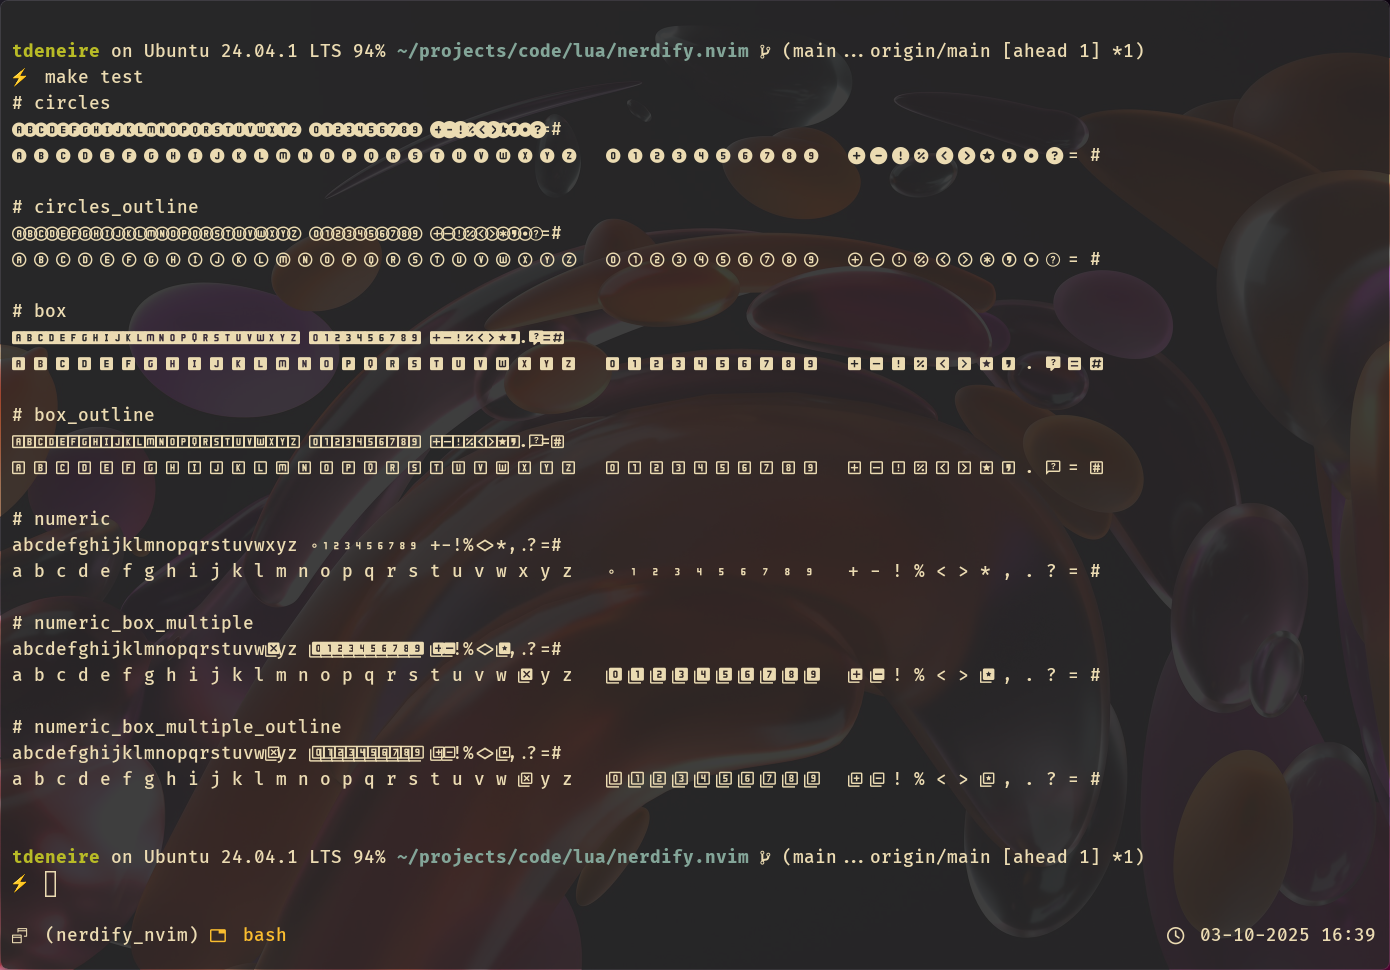 tdeneire on Ubuntu 24.04.1 LTS 94% ~/projects/code/lua/nerdify.nvim (main...origin/main [ahead 1] *1)
⚡ make test
# circles
ABCDEFGHIJKLMNOPQRSTUVWXYZ 0123456789 +-!%<>*,.?=#
A B C D E F G H I J K L M N O P Q R S T U V W X Y Z 0 1 2 3 4 5 6 7 8 9 + - ! % < > * , . ? = #
# circles_outline
ABCDEFGHIJKLMNOPQRSTUVWXYZ 0123456789 +-!%<>*,.?=#
A B C D E F G H I J K L M N O P Q R S T U V W X Y Z 0 1 2 3 4 5 6 7 8 9 + - ! % < > * , . ? = #
# box
ABCDEFGHIJKLMNOPQRSTUVWXYZ 0123456789 +-!%<>*,.?=#
A B C D E F G H I J K L M N O P Q R S T U V W X Y Z 0 1 2 3 4 5 6 7 8 9 + - ! % < > * , . ? = #
# box_outline
ABCDEFGHIJKLMNOPQRSTUVWXYZ 0123456789 +-!%<>*,.?=#
A B C D E F G H I J K L M N O P Q R S T U V W X Y Z 0 1 2 3 4 5 6 7 8 9 + - ! % < > * , . ? = #
# numeric
abcdefghijklmnopqrstuvwxyz 0123456789 +-!%<>*,.?=#
a b c d e f g h i j k l m n o p q r s t u v w x y z 0 1 2 3 4 5 6 7 8 9 + - ! % < > * , . ? = #
# numeric_box_multiple
abcdefghijklmnopqrstuvwxyz 0123456789 +-!%<>*,.?=#
a b c d e f g h i j k l m n o p q r s t u v w x y z 0 1 2 3 4 5 6 7 8 9 + - ! % < > * , . ? = #
# numeric_box_multiple_outline
abcdefghijklmnopqrstuvwxyz 0123456789 +-!%<>*,.?=#
a b c d e f g h i j k l m n o p q r s t u v w x y z 0 1 2 3 4 5 6 7 8 9 + - ! % < > * , . ? = #
tdeneire on Ubuntu 24.04.1 LTS 94% ~/projects/code/lua/nerdify.nvim (main...origin/main [ahead 1] *1)
⚡
(nerdify_nvim) bash 03-10-2025 16:39